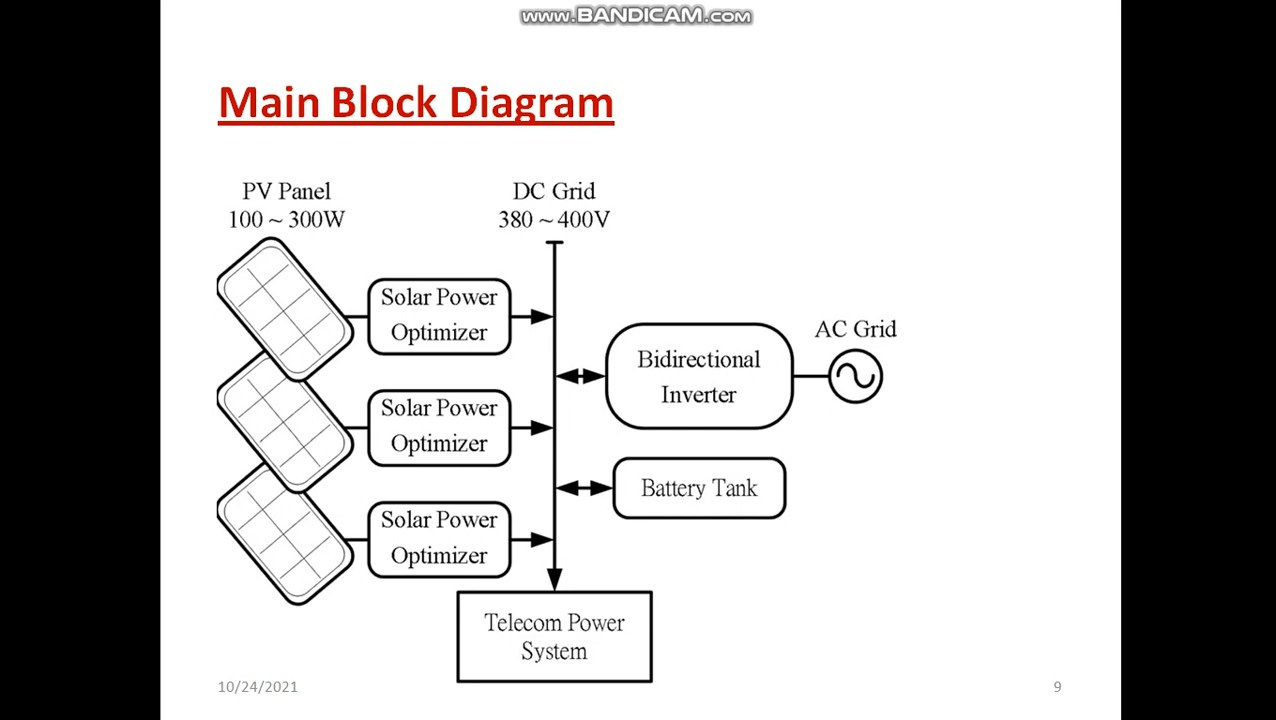 www.BANDICAM.com
Main Block Diagram
PV Panel
100 ~ 300W
DC Grid
380 ~ 400V
Solar Power
Optimizer
Solar Power
Optimizer
Solar Power
Optimizer
Bidirectional
Inverter
AC Grid
Battery Tank
Telecom Power
System
10/24/2021
9